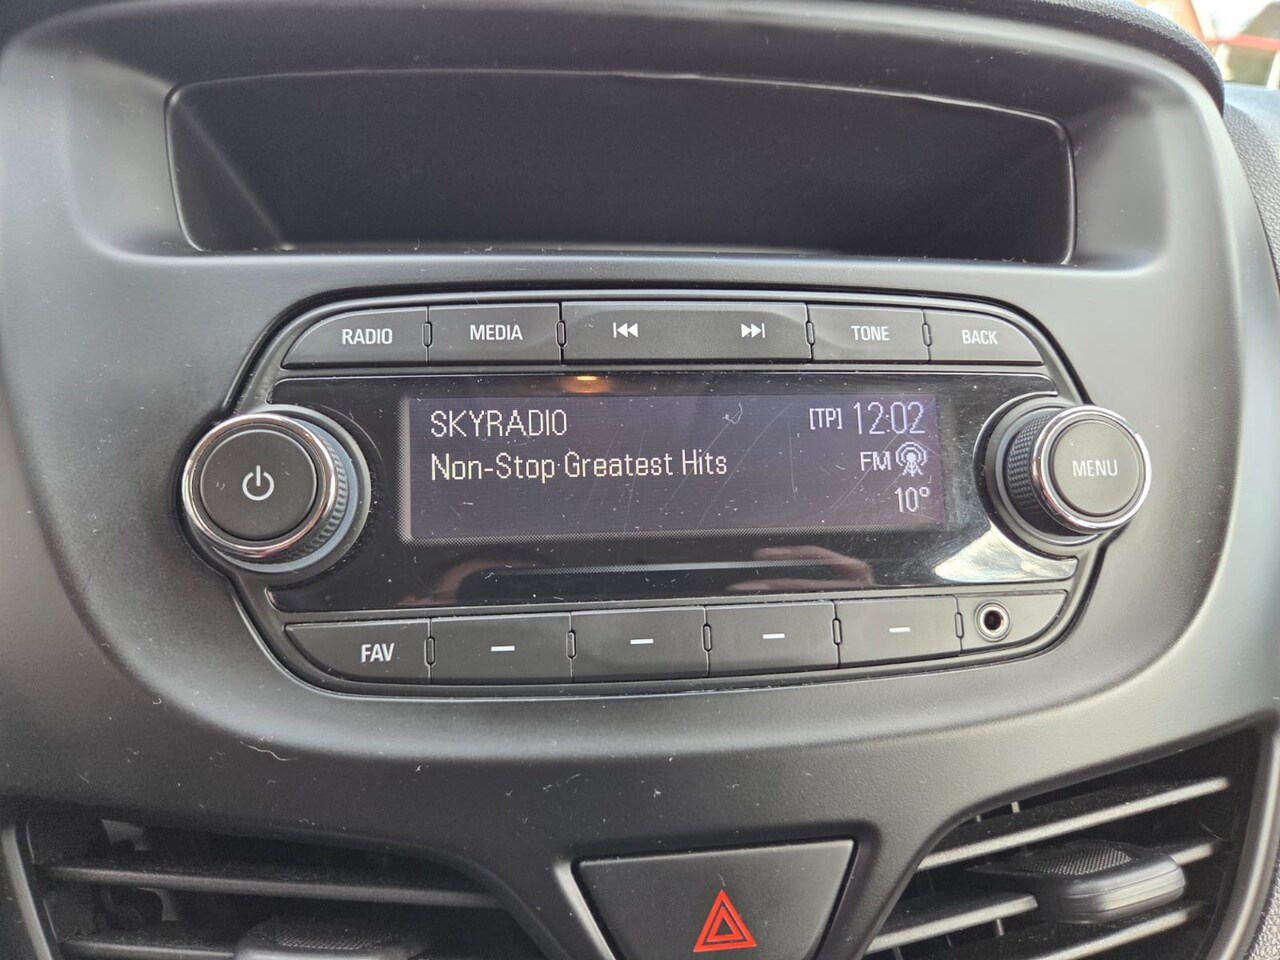 RADIO MEDIA TONE BACK
SKYRADIO [TP] 12:02
Non-Stop Greatest Hits FM
10°
MENU
FAV